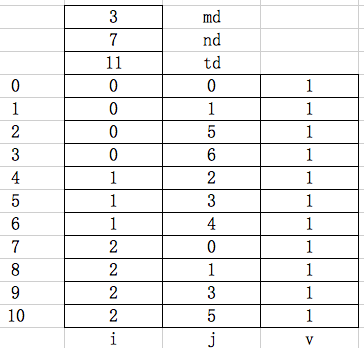 3 md
7 nd
11 td
0 0 0 1
1 0 1 1
2 0 5 1
3 0 6 1
4 1 2 1
5 1 3 1
6 1 4 1
7 2 0 1
8 2 1 1
9 2 3 1
10 2 5 1
i j v